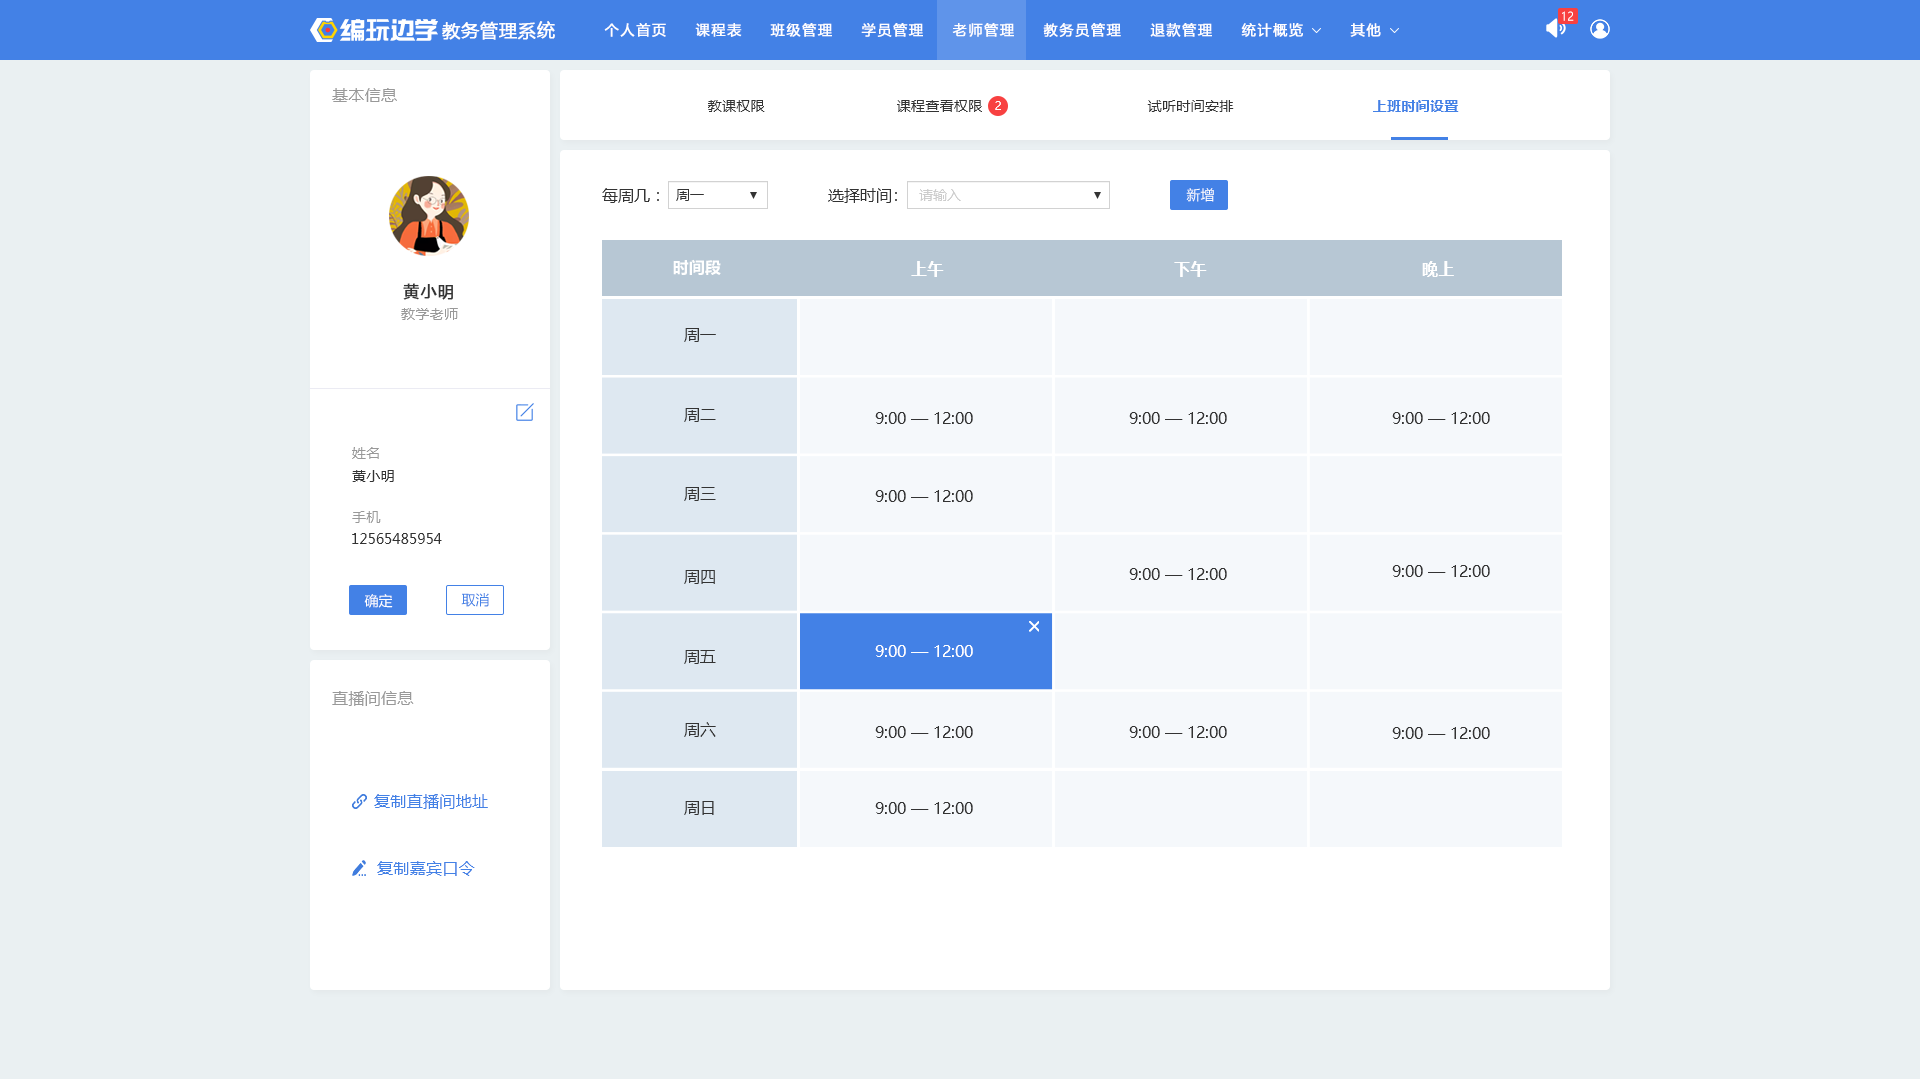 编玩边学 教务管理系统 个人首页 课程表 班级管理 学员管理 老师管理 教务员管理 退款管理 统计概览 其他 12
基本信息
教课权限 课程查看权限 2 试听时间安排 上班时间设置
每周几： 周一 ▼ 选择时间： 请输入 ▼ 新增
黄小明
教学老师
姓名
黄小明
手机
12565485954
确定 取消
直播间信息
复制直播间地址
复制嘉宾口令
时间段 上午 下午 晚上
周一
周二 9:00 — 12:00 9:00 — 12:00 9:00 — 12:00
周三 9:00 — 12:00
周四 9:00 — 12:00 9:00 — 12:00
周五 9:00 — 12:00
周六 9:00 — 12:00 9:00 — 12:00 9:00 — 12:00
周日 9:00 — 12:00